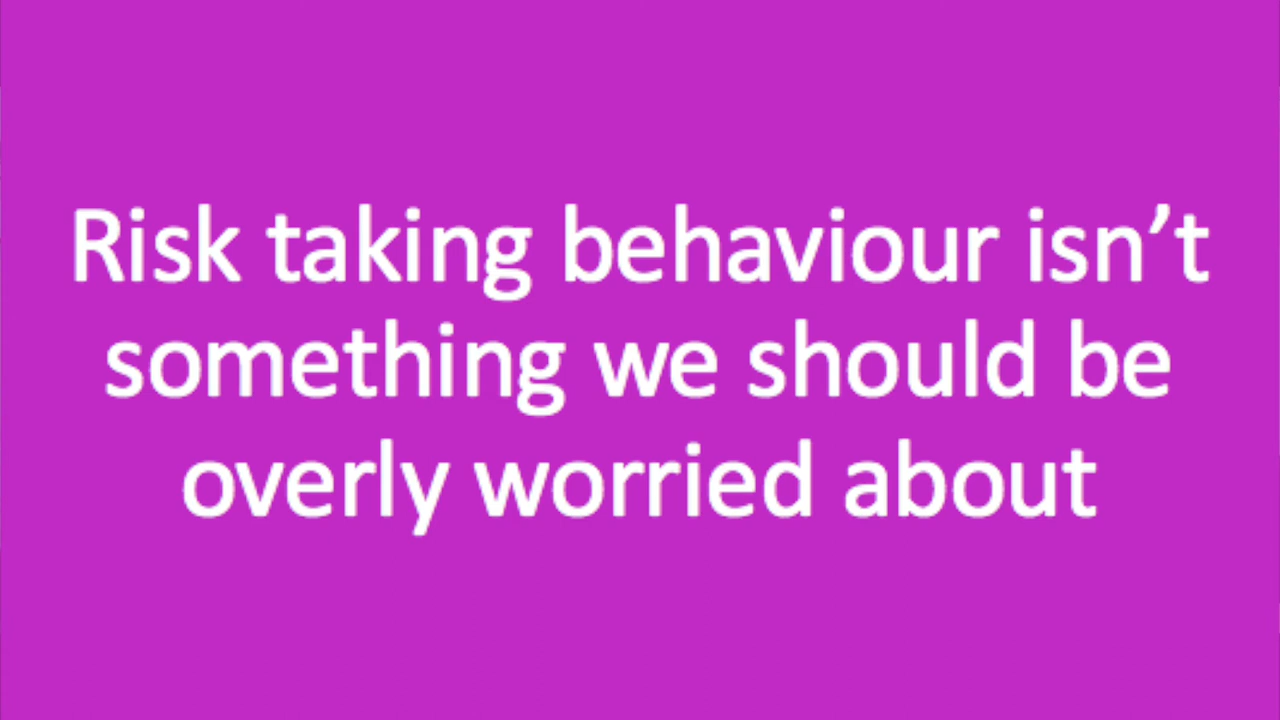 Risk taking behaviour isn’t
something we should be
overly worried about